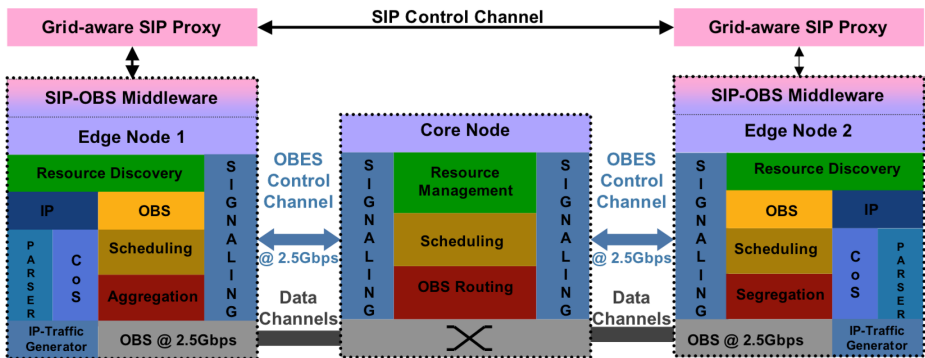 Grid-aware SIP Proxy
SIP Control Channel
Grid-aware SIP Proxy
SIP-OBS Middleware
Edge Node 1
Resource Discovery
IP
OBS
PARSER
CoS
Scheduling
Aggregation
SIGNALING
IP-Traffic
Generator
OBS @ 2.5Gbps
OBES
Control
Channel
@ 2.5Gbps
Data
Channels
Core Node
SIGNALING
Resource
Management
Scheduling
OBS Routing
SIGNALING
OBES
Control
Channel
@ 2.5Gbps
Data
Channels
SIP-OBS Middleware
Edge Node 2
SIGNALING
Resource Discovery
OBS
IP
Scheduling
Segregation
CoS
PARSER
OBS @ 2.5Gbps
IP-Traffic
Generator